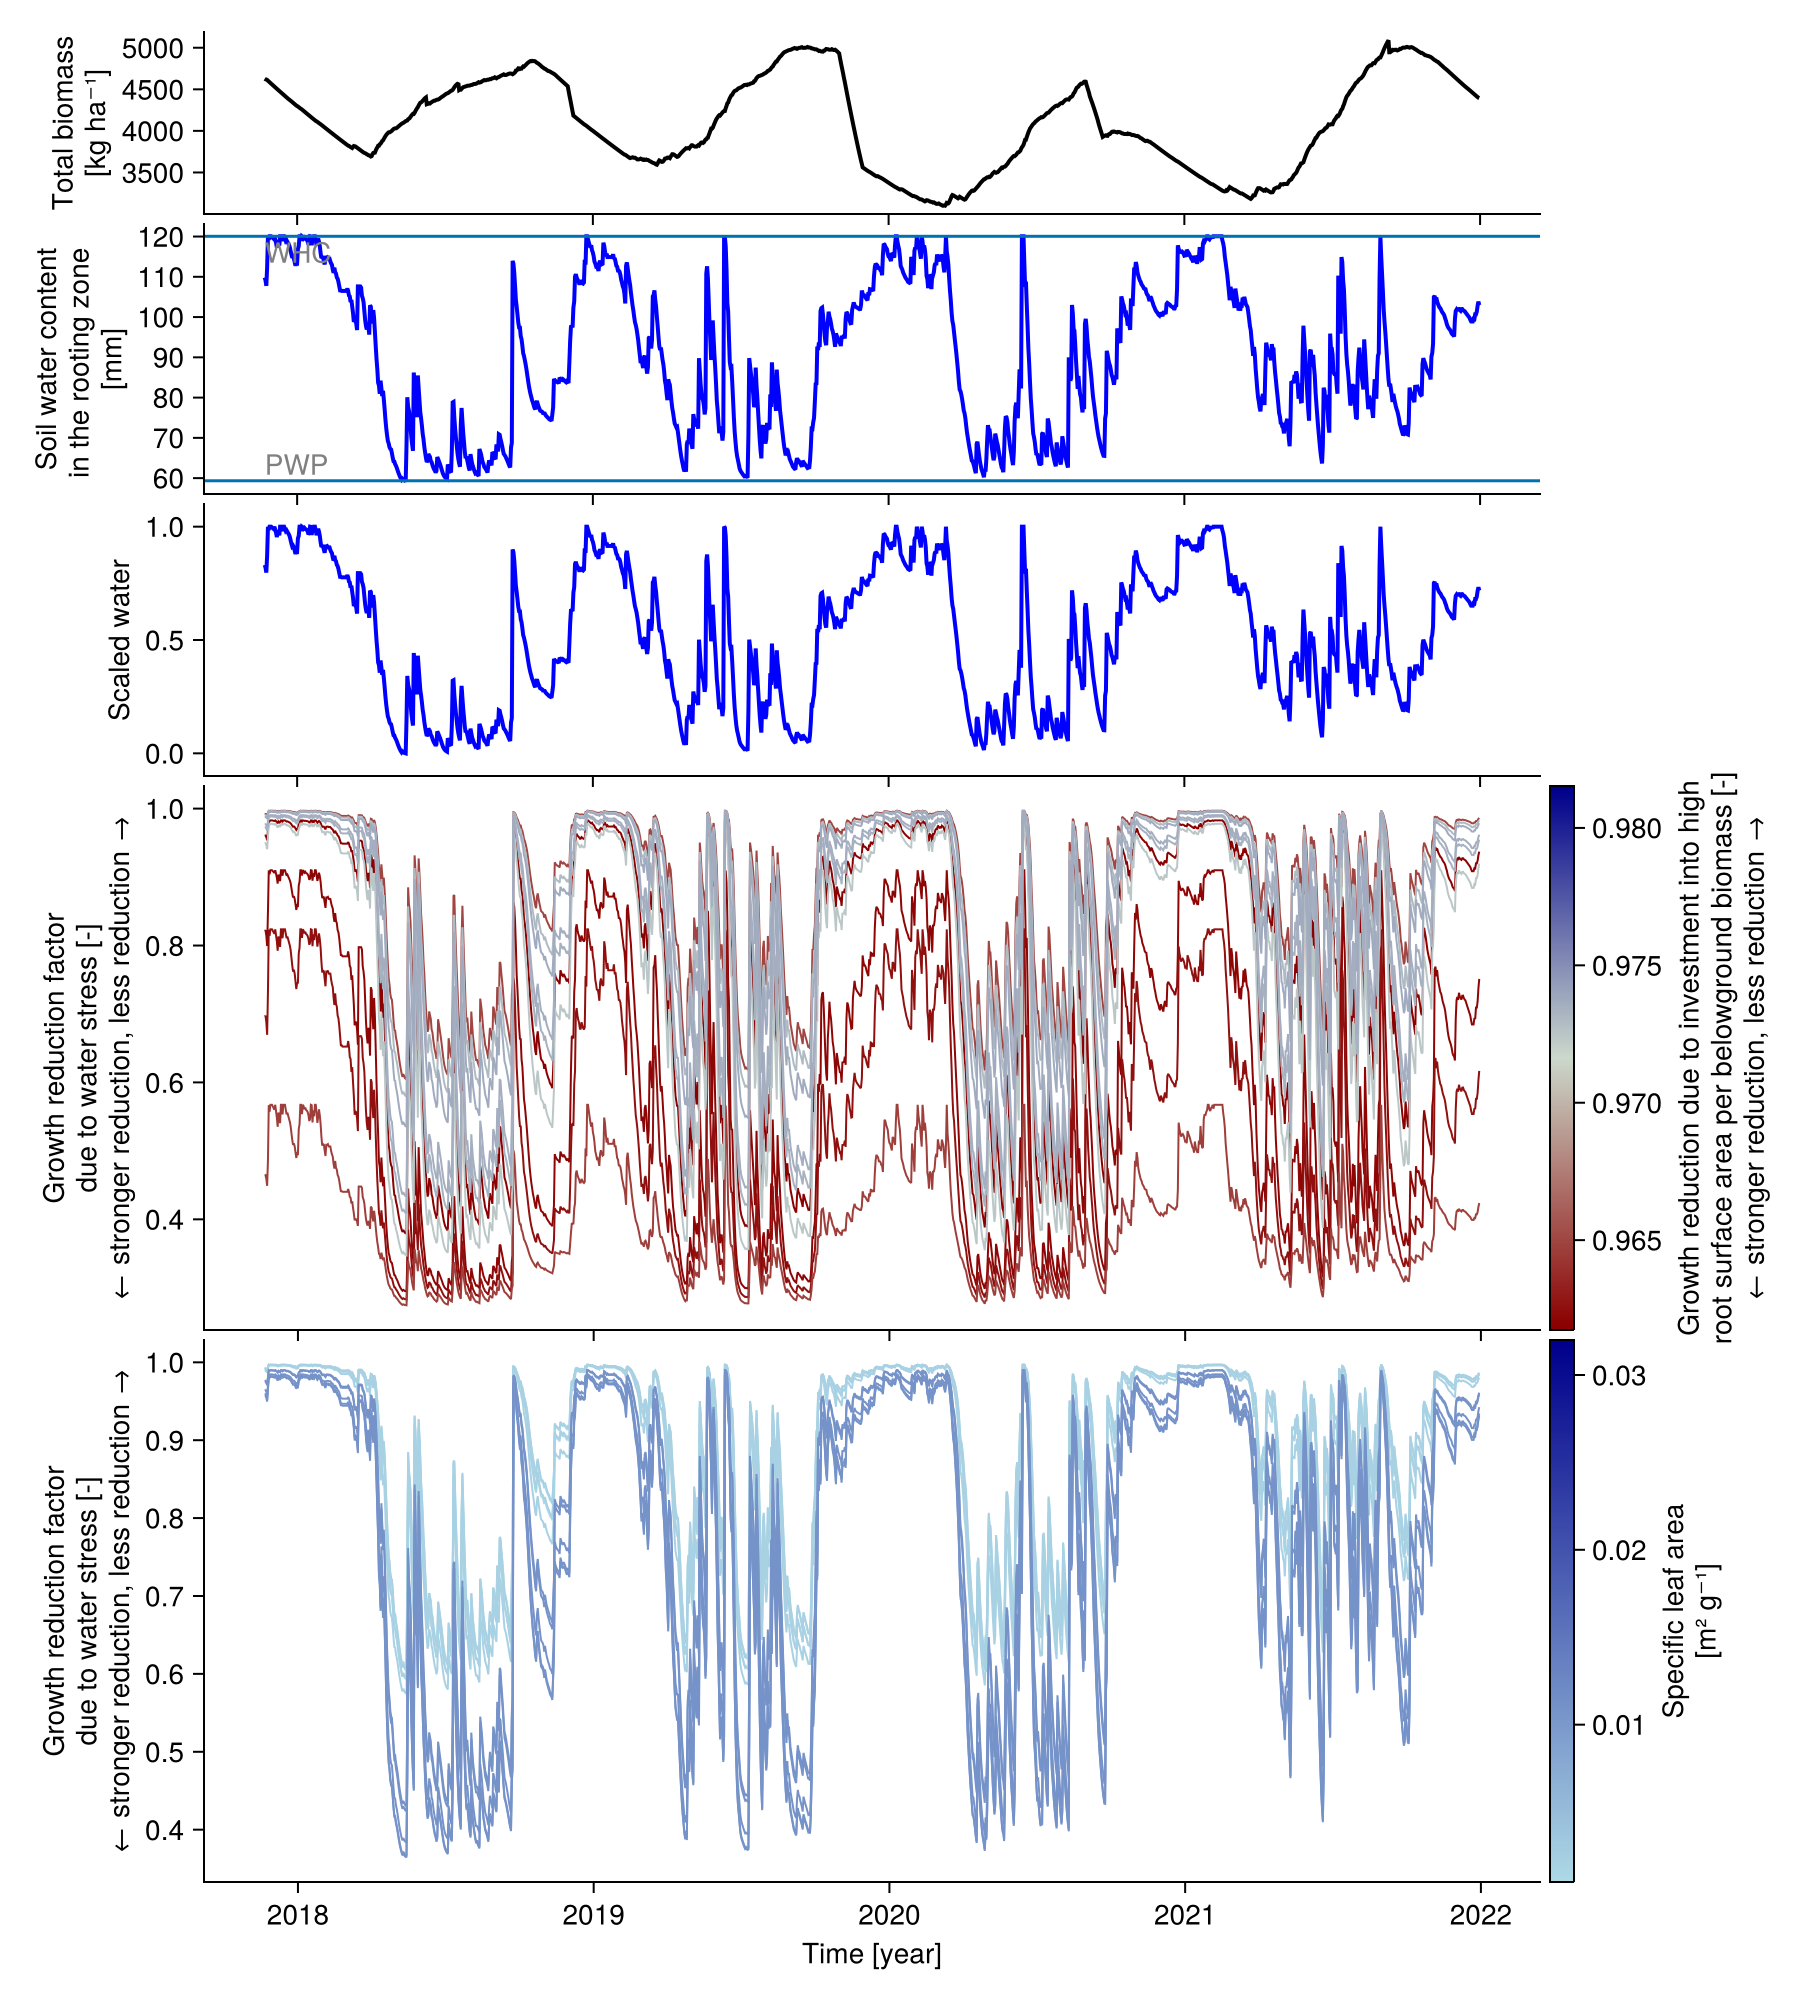 Total biomass
[kg ha⁻¹]
5000
4500
4000
3500
Soil water content
in the rooting zone
[mm]
120
110
100
90
80
70
60
WHC
PWP
Scaled water
1.0
0.5
0.0
Growth reduction factor
due to water stress [-]
← stronger reduction, less reduction →
1.0
0.8
0.6
0.4
0.980
0.975
0.970
0.965
Growth reduction due to investment into high
root surface area per belowground biomass [-]
← stronger reduction, less reduction →
Growth reduction factor
due to water stress [-]
← stronger reduction, less reduction →
1.0
0.9
0.8
0.7
0.6
0.5
0.4
0.03
0.02
0.01
Specific leaf area
[m² g⁻¹]
2018 2019 2020 2021 2022
Time [year]